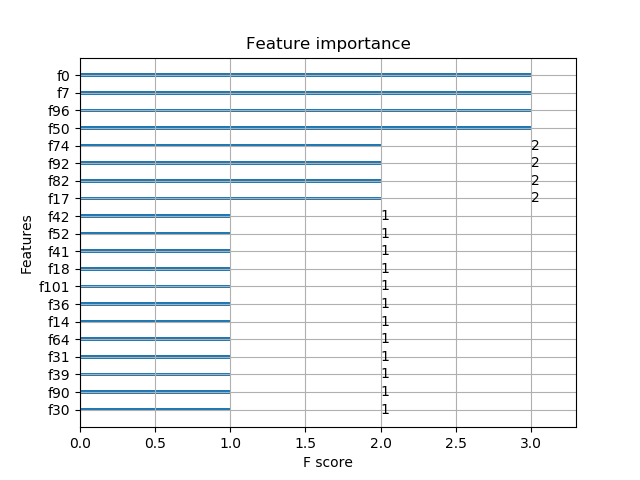 Feature importance
f0
f7
f96
f50
f74 2
f92 2
f82 2
f17 2
f42 1
f52 1
f41 1
f18 1
f101 1
f36 1
f14 1
f64 1
f31 1
f39 1
f90 1
f30 1
Features
0.0 0.5 1.0 1.5 2.0 2.5 3.0
F score